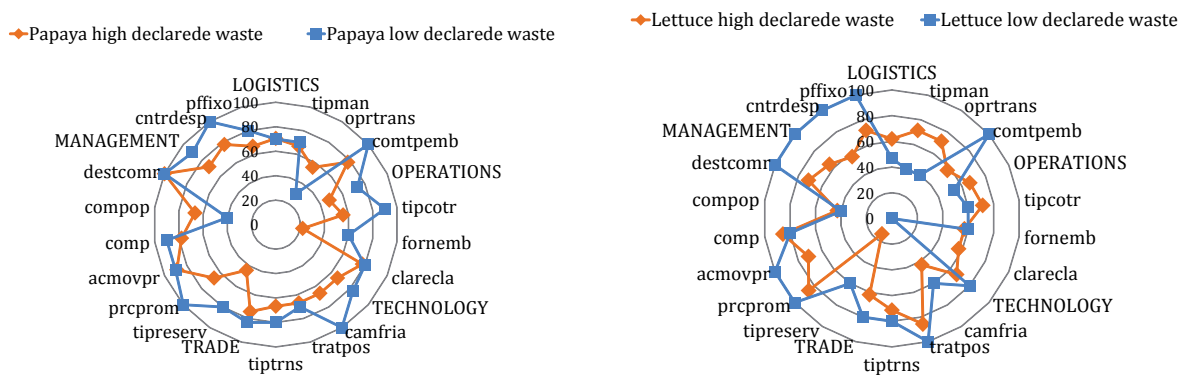 Papaya high declarede waste
Papaya low declarede waste
LOGISTICS
tipman
oprtrans
comtpemb
OPERATIONS
tipcotr
fornemb
clarecla
TECHNOLOGY
camfria
tratpos
tiptrns
TRADE
tipreserv
prcprom
acmovpr
comp
compop
destcomr
MANAGEMENT
cntrdesp
pffixo
100
80
60
40
20
0
Lettuce high declarede waste
Lettuce low declarede waste
LOGISTICS
tipman
oprtrans
comtpemb
OPERATIONS
tipcotr
fornemb
clarecla
TECHNOLOGY
camfria
tratpos
tiptrns
TRADE
tipreserv
prcprom
acmovpr
comp
compop
destcomr
MANAGEMENT
cntrdesp
pffixo
100
80
60
40
20
0